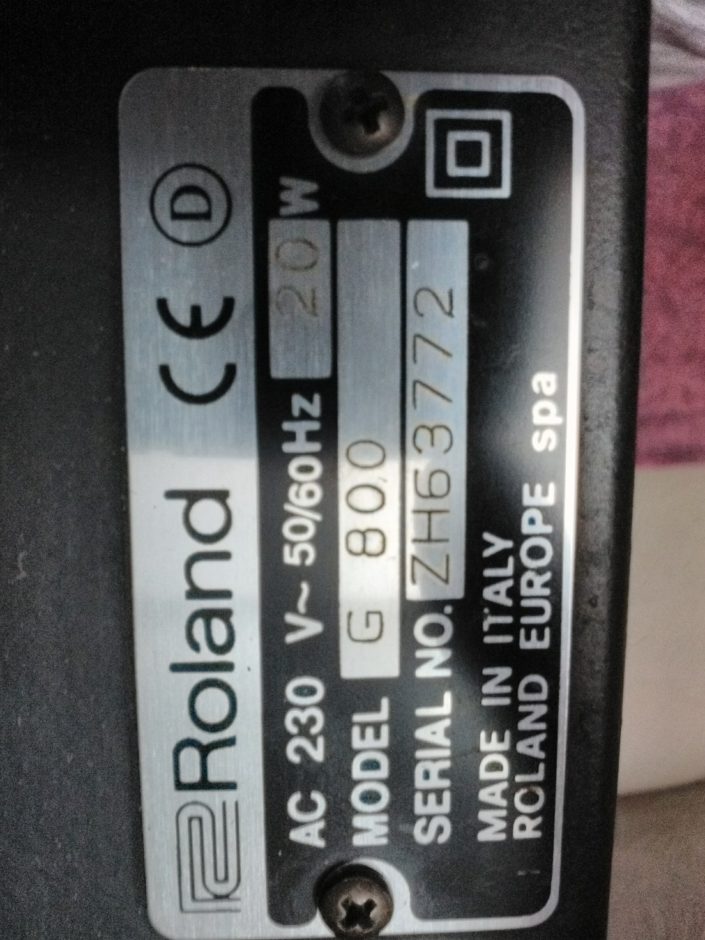 Roland CE D
AC 230 V~ 50/60Hz 20 W
MODEL G 800
SERIAL NO. ZH63772
MADE IN ITALY
ROLAND EUROPE spa